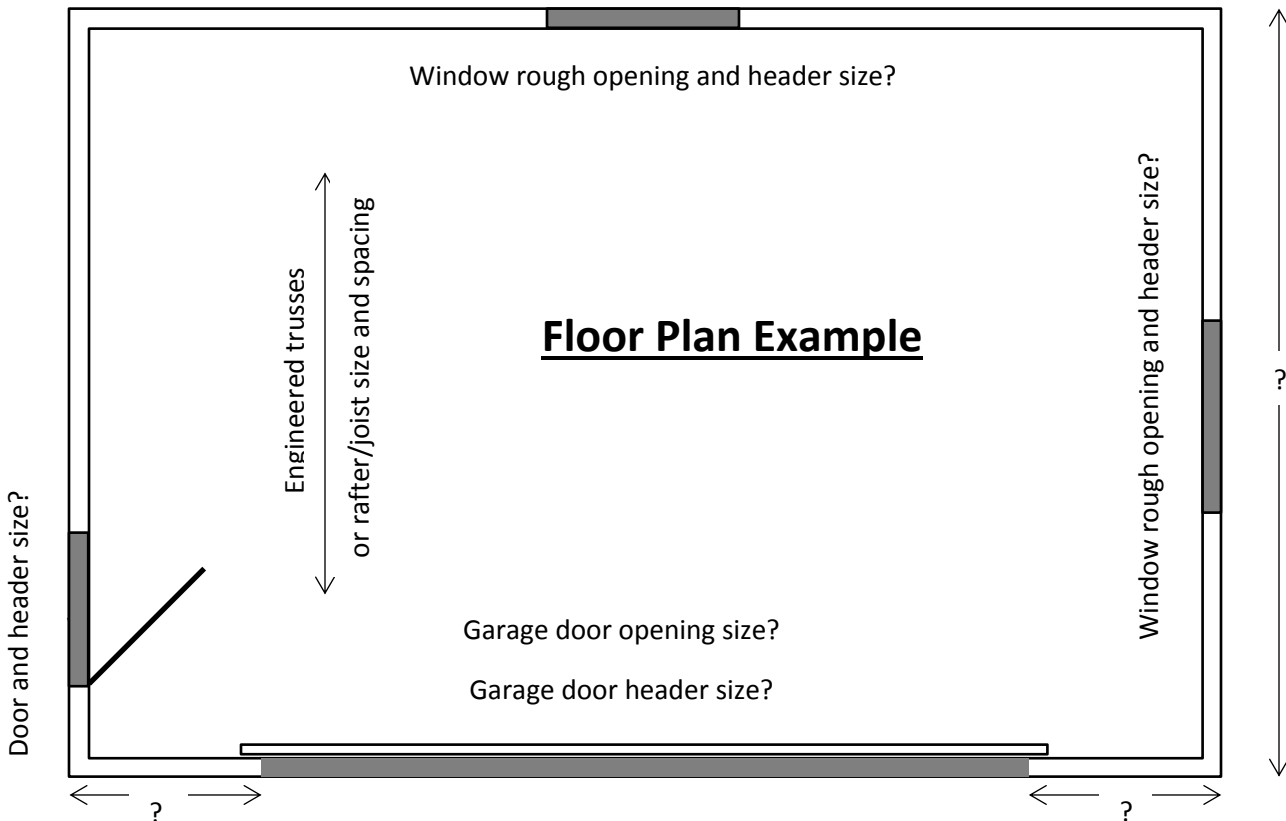 Window rough opening and header size?
Window rough opening and header size?
Engineered trusses
or rafter/joist size and spacing
Floor Plan Example
?
Door and header size?
Garage door opening size?
Garage door header size?
?
?